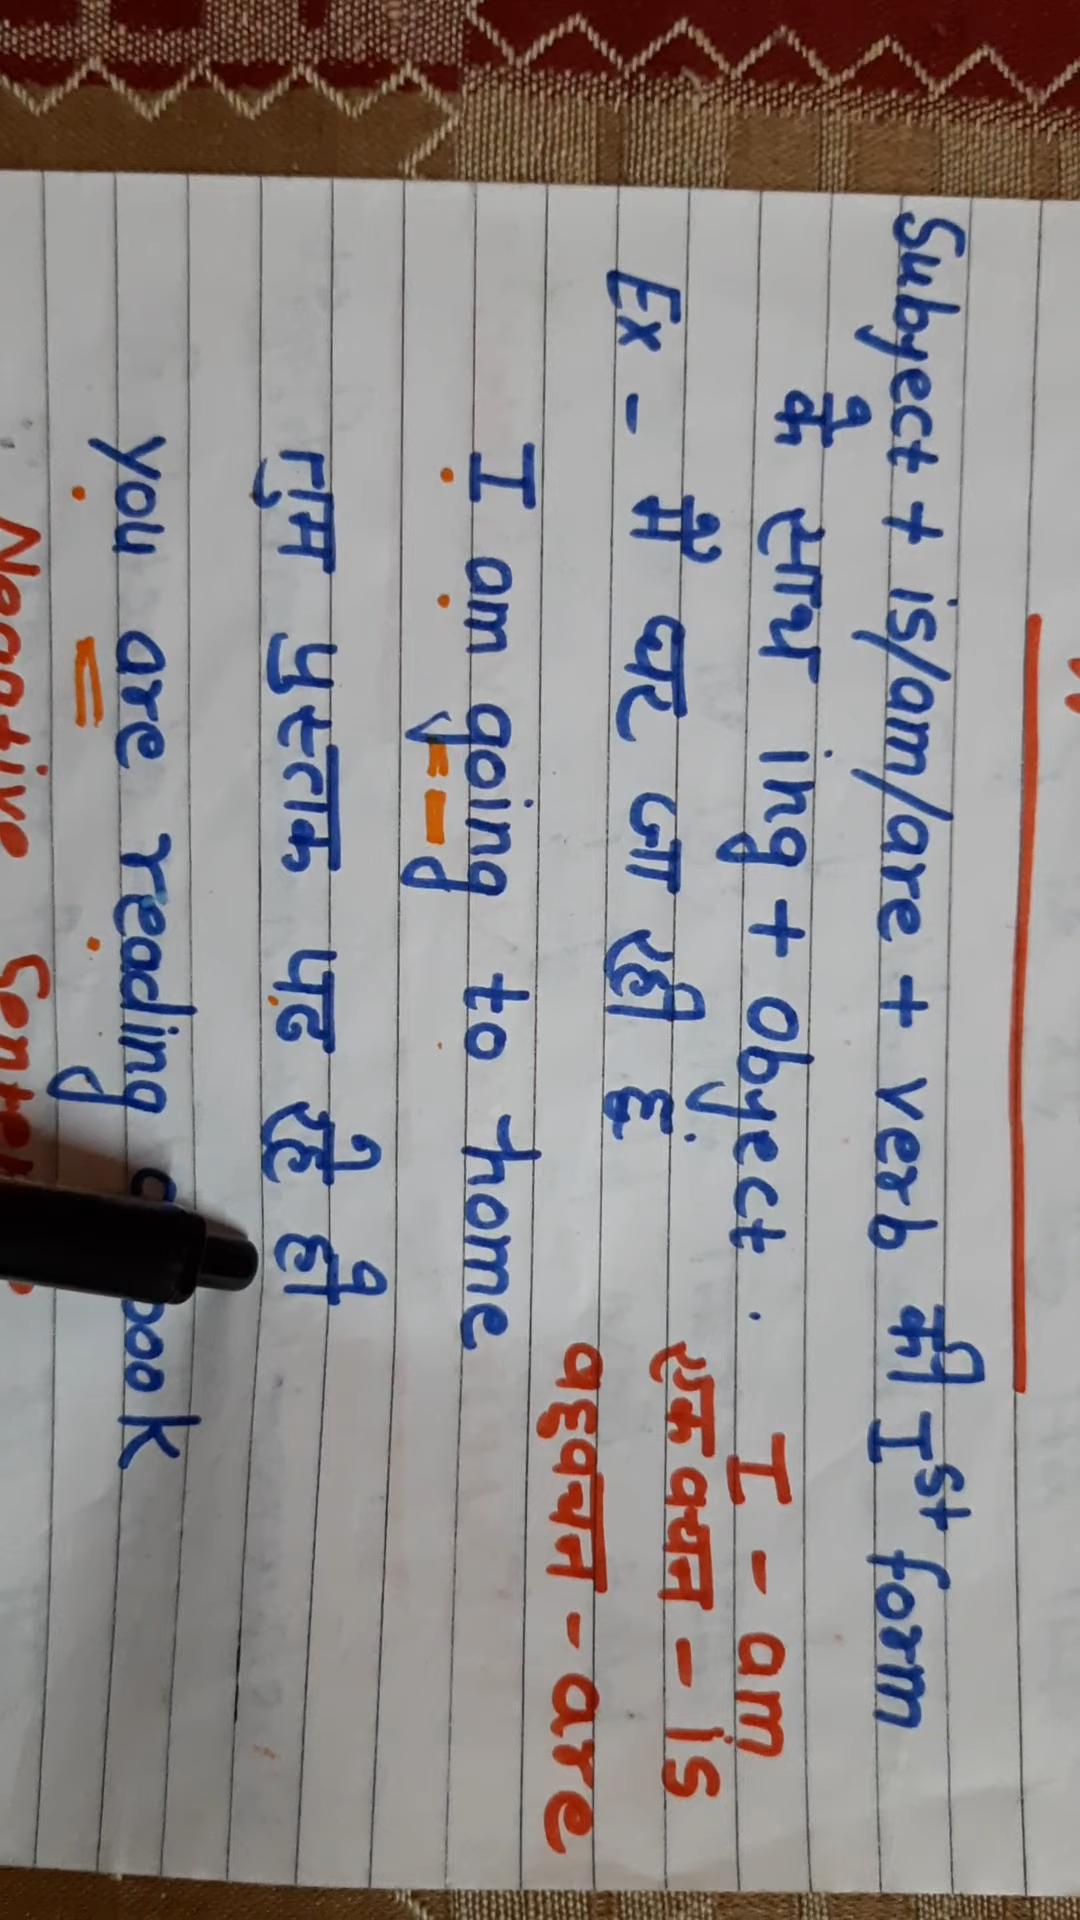 Subject + is/am/are + verb की Ist form
के साथ ing + Object.
I - am
Ex - मैं घर जा रही हूं
एकवचन - is
बहुवचन - are
I am going to home
तुम पुस्तक पढ रहे हो
you are reading book
Negative